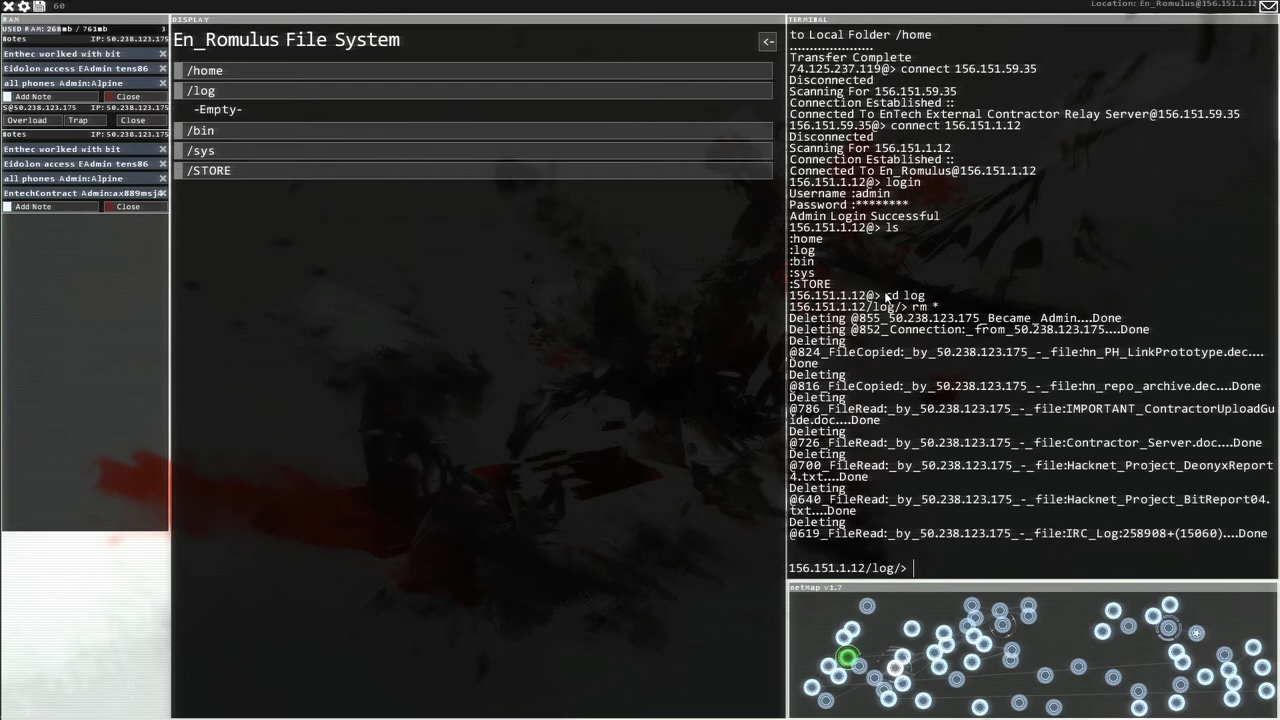 60
Location: En_Romulus@156.151.1.12
RAM
USED RAM: 268mb / 761mb 3
Notes IP: 50.238.123.175
Enthec worlked with bit
Eidolon access EAdmin tens86
all phones Admin:Alpine
Add Note Close
S@50.238.123.175 IP: 50.238.123.175
Overload Trap Close
Notes IP: 50.238.123.175
Enthec worlked with bit
Eidolon access EAdmin tens86
all phones Admin:Alpine
Add Note Close
DISPLAY
En_Romulus File System
<-
/home
/log
-Empty-
/bin
/sys
/STORE
TERMINAL
to Local Folder /home
.....................
Transfer Complete
74.125.237.119@> connect 156.151.59.35
Disconnected
Scanning For 156.151.59.35
Connection Established ::
Connected To EnTech External Contractor Relay Server@156.151.59.35
156.151.59.35@> connect 156.151.1.12
Disconnected
Scanning For 156.151.1.12
Connection Established ::
Connected To En_Romulus@156.151.1.12
156.151.1.12@> login
Username :admin
Password :********
Admin Login Successful
156.151.1.12@> ls
:home
:log
:bin
:sys
:STORE
156.151.1.12@> cd log
156.151.1.12/log/> rm *
Deleting @855_50.238.123.175_Became_Admin....Done
Deleting @852_Connection:_from_50.238.123.175....Done
Deleting
@824_FileCopied:_by_50.238.123.175_-_file:hn_PH_LinkPrototype.dec....
Done
Deleting
@816_FileCopied:_by_50.238.123.175_-_file:hn_repo_archive.dec....Done
Deleting
@786_FileRead:_by_50.238.123.175_-_file:IMPORTANT_ContractorUploadGu
ide.doc....Done
Deleting
@726_FileRead:_by_50.238.123.175_-_file:Contractor_Server.doc....Done
Deleting
@700_FileRead:_by_50.238.123.175_-_file:Hacknet_Project_DeonyxReport
4.txt....Done
Deleting
@640_FileRead:_by_50.238.123.175_-_file:Hacknet_Project_BitReport04.
txt....Done
Deleting
@619_FileRead:_by_50.238.123.175_-_file:IRC_Log:258908+(15060)....Done
156.151.1.12/log/>
netMap v1.7